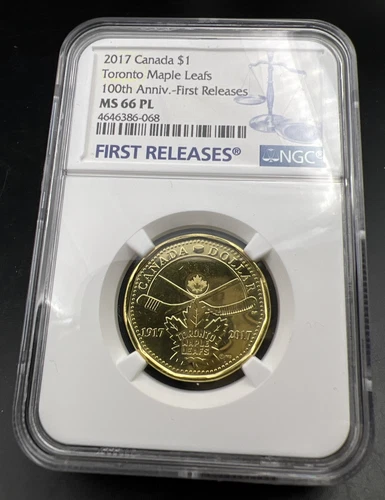 2017 Canada $1
Toronto Maple Leafs
100th Anniv.-First Releases
MS 66 PL
4646386-068
FIRST RELEASES®
NGC®
CANADA DOLLAR
1917 2017
TORONTO
MAPLE
LEAFS